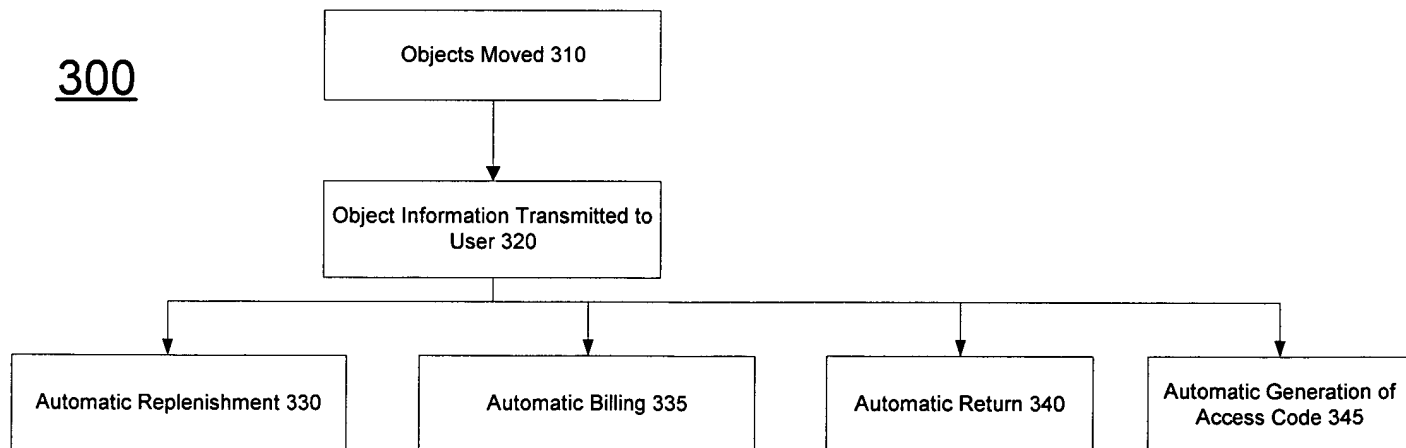 300
Objects Moved 310
Object Information Transmitted to
User 320
Automatic Replenishment 330
Automatic Billing 335
Automatic Return 340
Automatic Generation of
Access Code 345